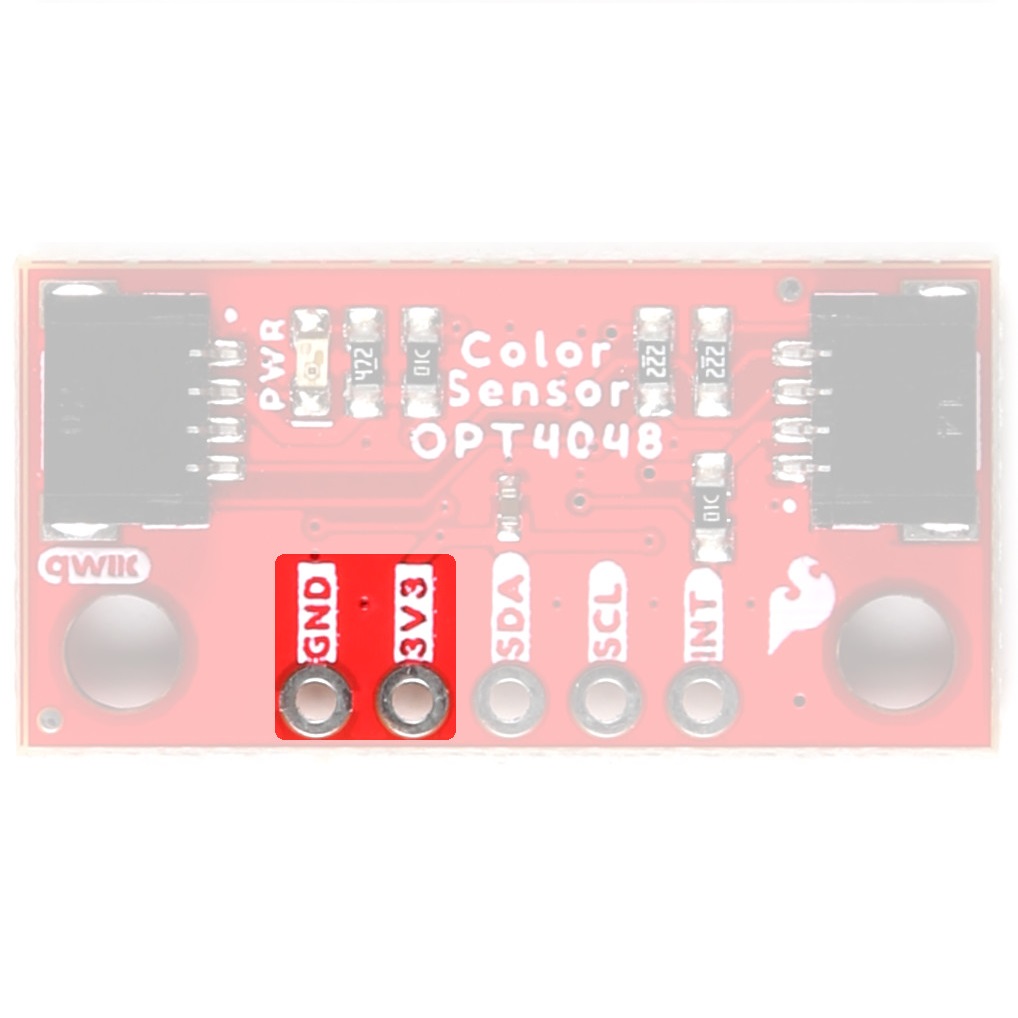 PWR
472
01C
Color
Sensor
OPT4048
222
222
01C
qwiic
GND
3V3
SDA
SCL
INT